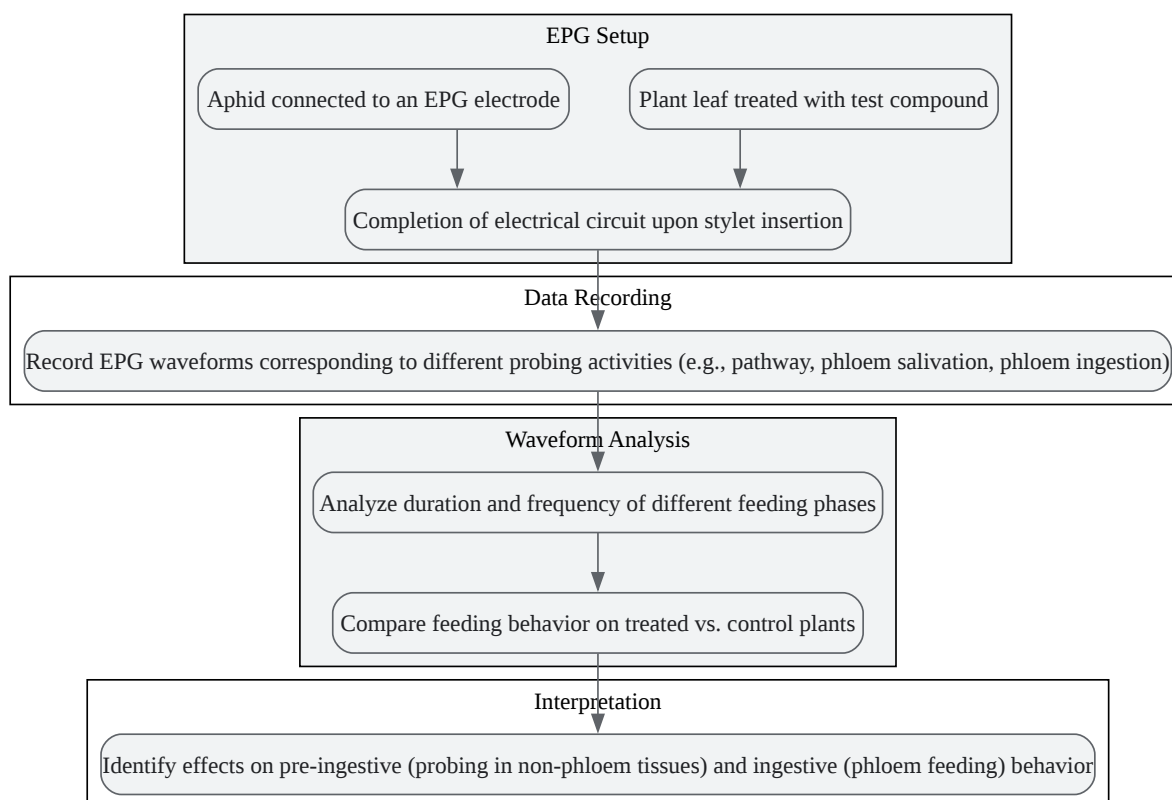 EPG Setup
Aphid connected to an EPG electrode
Plant leaf treated with test compound
Completion of electrical circuit upon stylet insertion
Data Recording
Record EPG waveforms corresponding to different probing activities (e.g., pathway, phloem salivation, phloem ingestion)
Waveform Analysis
Analyze duration and frequency of different feeding phases
Compare feeding behavior on treated vs. control plants
Interpretation
Identify effects on pre-ingestive (probing in non-phloem tissues) and ingestive (phloem feeding) behavior